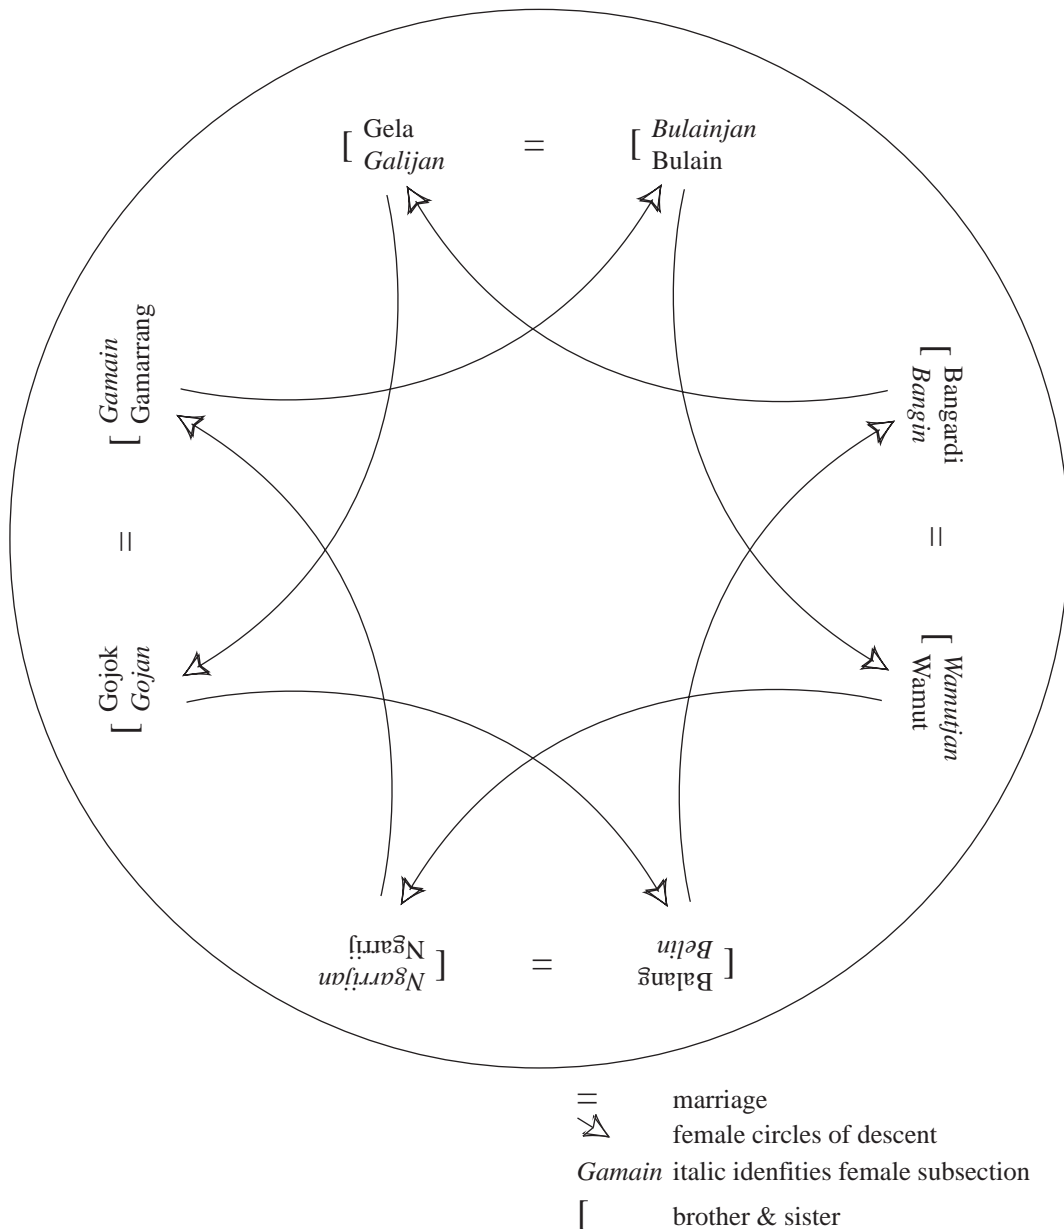 [ Gela
Galijan
=
[ Bulainjan
Bulain
[ Gamain
Gamarrang
=
[ Gojok
Gojan
[ Bangardi
Bangin
=
[ Wamutjan
Wamut
[ Ngarrijan
Ngarrij
=
[ Balang
Belin
= marriage
female circles of descent
Gamain italic idenfities female subsection
[ brother & sister